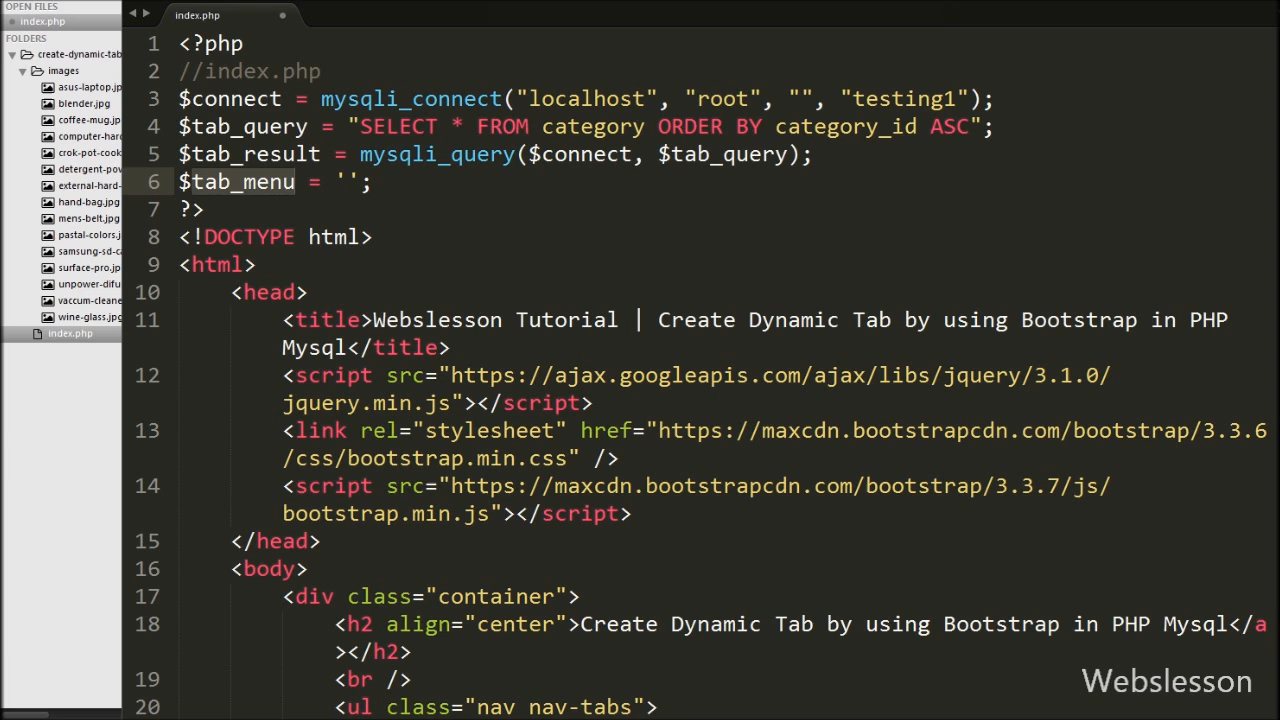 OPEN FILES
index.php
FOLDERS
create-dynamic-tab
images
asus-laptop.jp
blender.jpg
coffee-mug.jpg
computer-hard
crok-pot-cook
detergent-pov
external-hard-
hand-bag.jpg
mens-belt.jpg
pastal-colors.j
samsung-sd-ca
surface-pro.jp
unpower-difu
vaccum-cleane
wine-glass.jpg
index.php
index.php
1 <?php
2 //index.php
3 $connect = mysqli_connect("localhost", "root", "", "testing1");
4 $tab_query = "SELECT * FROM category ORDER BY category_id ASC";
5 $tab_result = mysqli_query($connect, $tab_query);
6 $tab_menu = '';
7 ?>
8 <!DOCTYPE html>
9 <html>
10 <head>
11 <title>Webslesson Tutorial | Create Dynamic Tab by using Bootstrap in PHP
Mysql</title>
12 <script src="https://ajax.googleapis.com/ajax/libs/jquery/3.1.0/
jquery.min.js"></script>
13 <link rel="stylesheet" href="https://maxcdn.bootstrapcdn.com/bootstrap/3.3.6
/css/bootstrap.min.css" />
14 <script src="https://maxcdn.bootstrapcdn.com/bootstrap/3.3.7/js/
bootstrap.min.js"></script>
15 </head>
16 <body>
17 <div class="container">
18 <h2 align="center">Create Dynamic Tab by using Bootstrap in PHP Mysql</a
></h2>
19 <br />
20 <ul class="nav nav-tabs">
Webslesson